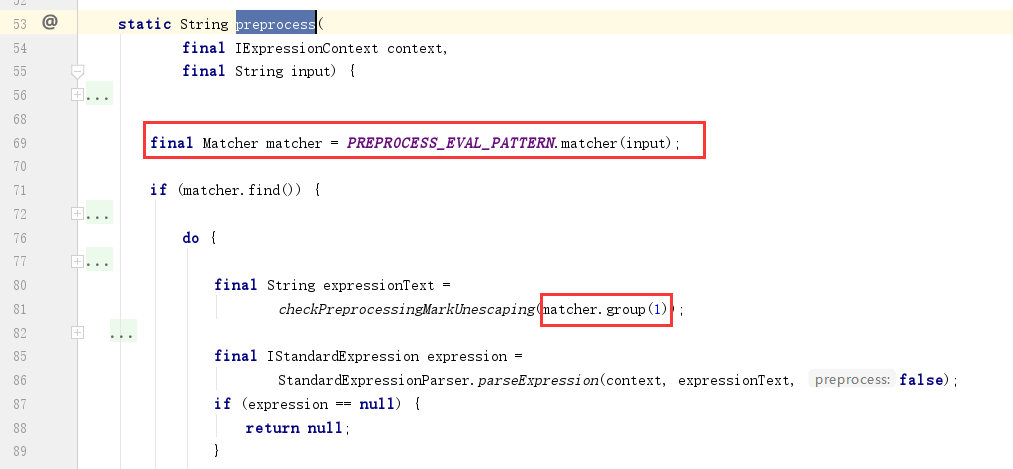 52
53 @ static String preprocess(
54 final IExpressionContext context,
55 final String input) {
56 ...
68
69 final Matcher matcher = PREPROCESS_EVAL_PATTERN.matcher(input);
70
71 if (matcher.find()) {
72 ...
76 do {
77 ...
80 final String expressionText =
81 checkPreprocessingMarkUnescaping(matcher.group(1));
82 ...
85 final IStandardExpression expression =
86 StandardExpressionParser.parseExpression(context, expressionText, preprocess: false);
87 if (expression == null) {
88 return null;
89 }